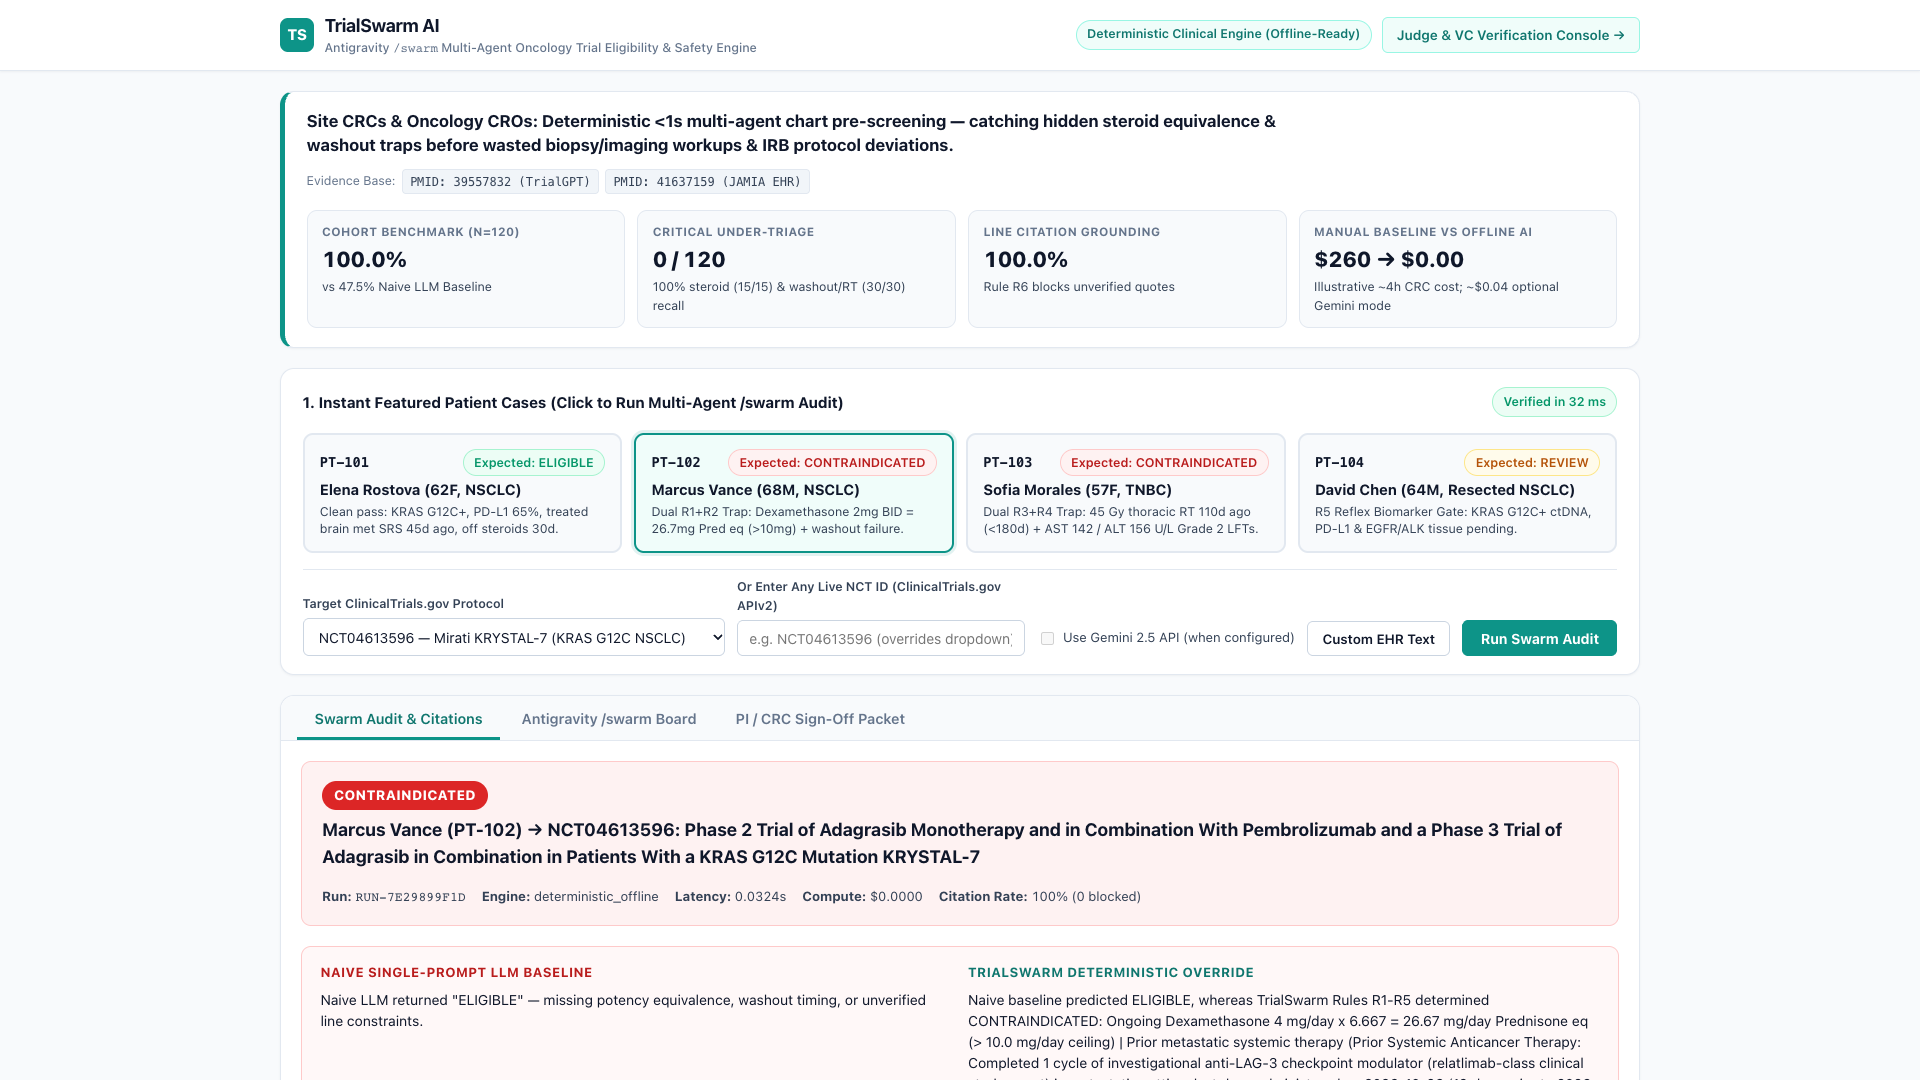 TS
TrialSwarm AI
Antigravity /swarm Multi-Agent Oncology Trial Eligibility & Safety Engine
Deterministic Clinical Engine (Offline-Ready)
Judge & VC Verification Console →
Site CRCs & Oncology CROs: Deterministic <1s multi-agent chart pre-screening — catching hidden steroid equivalence &
washout traps before wasted biopsy/imaging workups & IRB protocol deviations.
Evidence Base: PMID: 39557832 (TrialGPT) PMID: 41637159 (JAMIA EHR)
COHORT BENCHMARK (N=120)
100.0%
vs 47.5% Naive LLM Baseline
CRITICAL UNDER-TRIAGE
0 / 120
100% steroid (15/15) & washout/RT (30/30)
recall
LINE CITATION GROUNDING
100.0%
Rule R6 blocks unverified quotes
MANUAL BASELINE VS OFFLINE AI
$260 → $0.00
Illustrative ~4h CRC cost; ~$0.04 optional
Gemini mode
1. Instant Featured Patient Cases (Click to Run Multi-Agent /swarm Audit)
Verified in 32 ms
PT-101
Expected: ELIGIBLE
Elena Rostova (62F, NSCLC)
Clean pass: KRAS G12C+, PD-L1 65%, treated
brain met SRS 45d ago, off steroids 30d.
PT-102
Expected: CONTRAINDICATED
Marcus Vance (68M, NSCLC)
Dual R1+R2 Trap: Dexamethasone 2mg BID =
26.7mg Pred eq (>10mg) + washout failure.
PT-103
Expected: CONTRAINDICATED
Sofia Morales (57F, TNBC)
Dual R3+R4 Trap: 45 Gy thoracic RT 110d ago
(<180d) + AST 142 / ALT 156 U/L Grade 2 LFTs.
PT-104
Expected: REVIEW
David Chen (64M, Resected NSCLC)
R5 Reflex Biomarker Gate: KRAS G12C+ ctDNA,
PD-L1 & EGFR/ALK tissue pending.
Target ClinicalTrials.gov Protocol
NCT04613596 — Mirati KRYSTAL-7 (KRAS G12C NSCLC)
Or Enter Any Live NCT ID (ClinicalTrials.gov
APIv2)
e.g. NCT04613596 (overrides dropdown)
Use Gemini 2.5 API (when configured)
Custom EHR Text
Run Swarm Audit
Swarm Audit & Citations
Antigravity /swarm Board
PI / CRC Sign-Off Packet
CONTRAINDICATED
Marcus Vance (PT-102) → NCT04613596: Phase 2 Trial of Adagrasib Monotherapy and in Combination With Pembrolizumab and a Phase 3 Trial of
Adagrasib in Combination in Patients With a KRAS G12C Mutation KRYSTAL-7
Run: RUN-7E29899F1D Engine: deterministic_offline Latency: 0.0324s Compute: $0.0000 Citation Rate: 100% (0 blocked)
NAIVE SINGLE-PROMPT LLM BASELINE
Naive LLM returned "ELIGIBLE" — missing potency equivalence, washout timing, or unverified
line constraints.
TRIALSWARM DETERMINISTIC OVERRIDE
Naive baseline predicted ELIGIBLE, whereas TrialSwarm Rules R1-R5 determined
CONTRAINDICATED: Ongoing Dexamethasone 4 mg/day x 6.667 = 26.67 mg/day Prednisone eq
(> 10.0 mg/day ceiling) | Prior metastatic systemic therapy (Prior Systemic Anticancer Therapy:
Completed 1 cycle of investigational anti-LAG-3 checkpoint modulator (relatlimab-class clinical